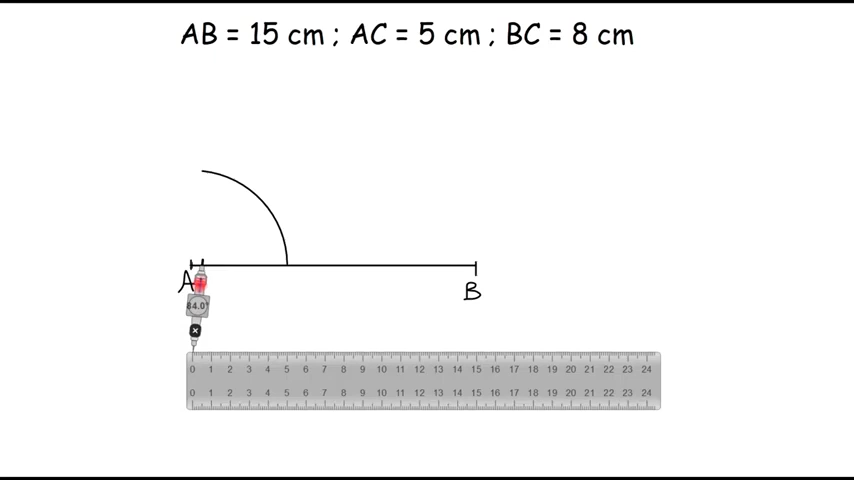 AB = 15 cm ; AC = 5 cm ; BC = 8 cm
A
B
84.0°
0 1 2 3 4 5 6 7 8 9 10 11 12 13 14 15 16 17 18 19 20 21 22 23 24
0 1 2 3 4 5 6 7 8 9 10 11 12 13 14 15 16 17 18 19 20 21 22 23 24